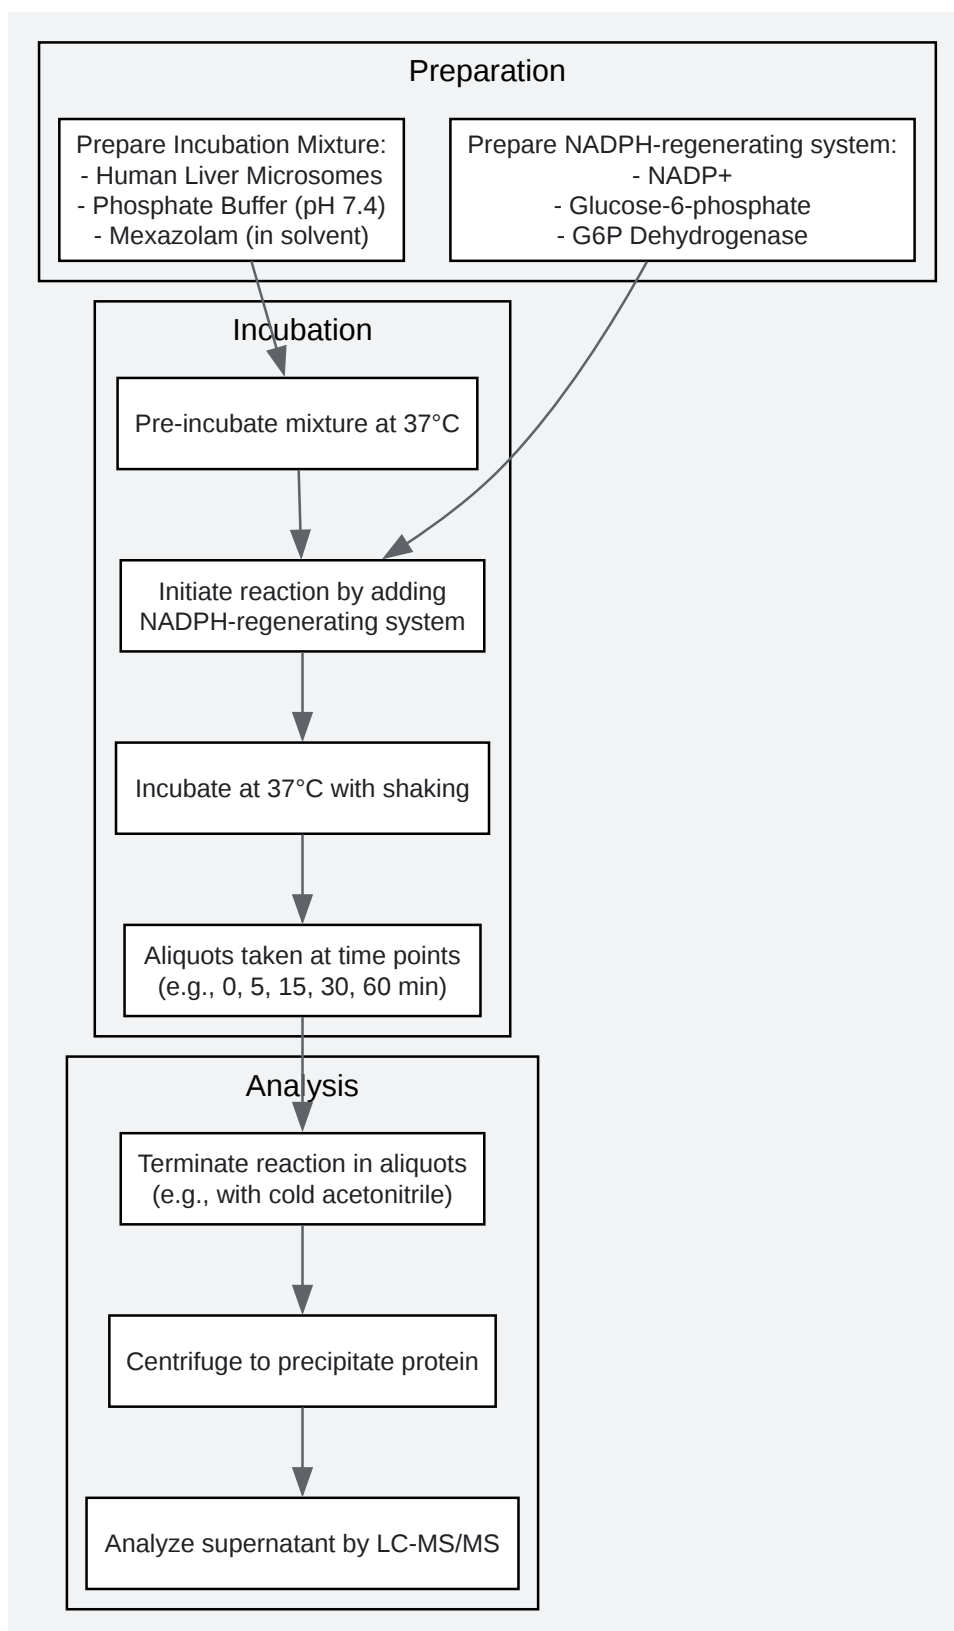 Preparation
Prepare Incubation Mixture:
- Human Liver Microsomes
- Phosphate Buffer (pH 7.4)
- Mexazolam (in solvent)
Prepare NADPH-regenerating system:
- NADP+
- Glucose-6-phosphate
- G6P Dehydrogenase
Incubation
Pre-incubate mixture at 37°C
Initiate reaction by adding
NADPH-regenerating system
Incubate at 37°C with shaking
Aliquots taken at time points
(e.g., 0, 5, 15, 30, 60 min)
Analysis
Terminate reaction in aliquots
(e.g., with cold acetonitrile)
Centrifuge to precipitate protein
Analyze supernatant by LC-MS/MS